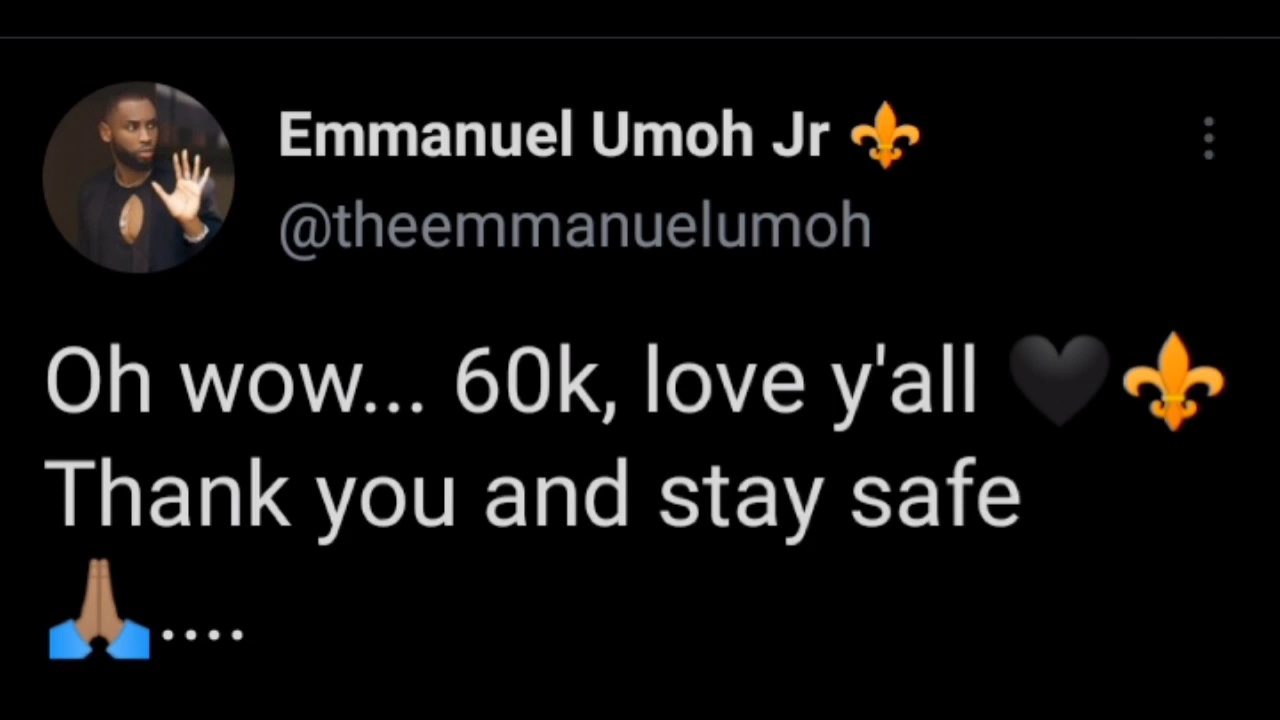 Emmanuel Umoh Jr ⚜️
@theemmanuelumoh
Oh wow... 60k, love y'all 🖤⚜️
Thank you and stay safe
🙏🏽....